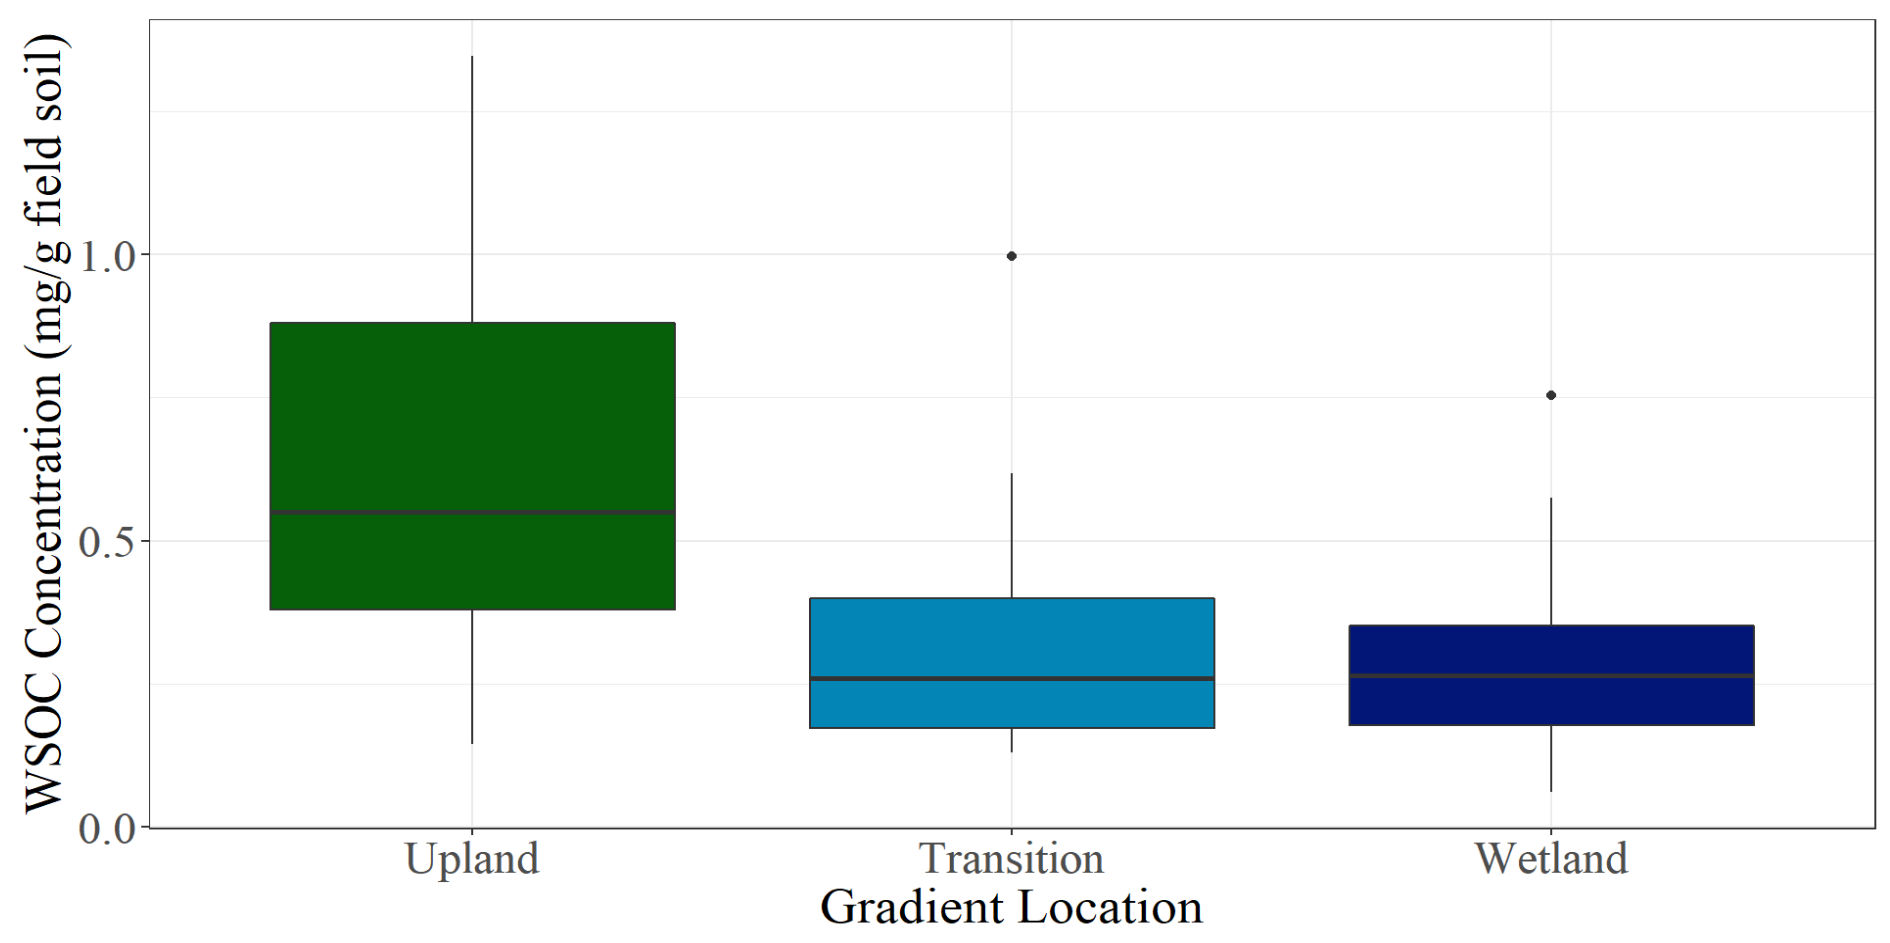 WSOC Concentration (mg/g field soil)
1.0
0.5
0.0
Upland
Transition
Wetland
Gradient Location